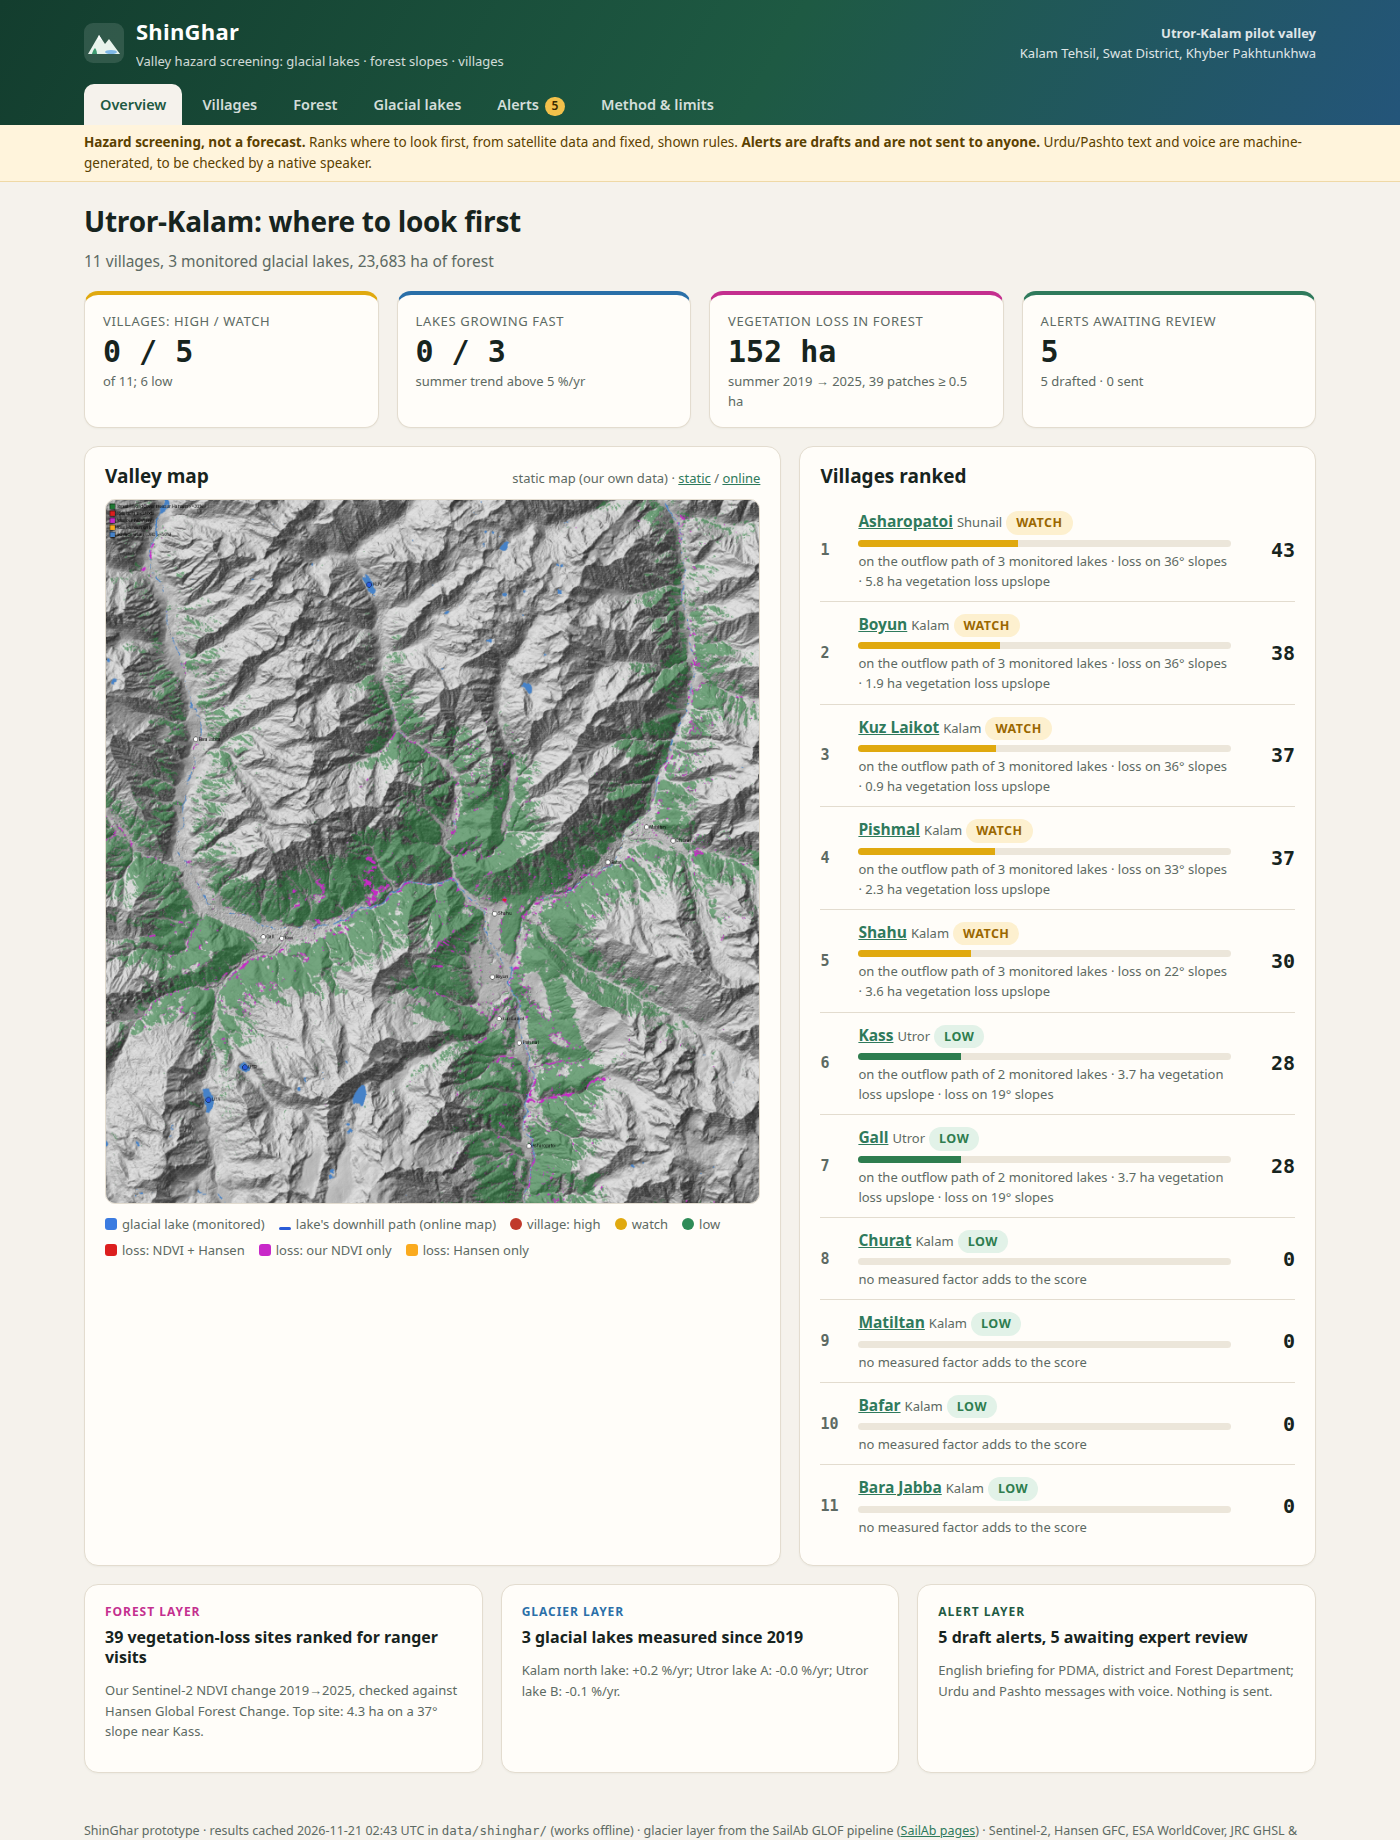 ShinGhar
Valley hazard screening: glacial lakes · forest slopes · villages
Utror-Kalam pilot valley
Kalam Tehsil, Swat District, Khyber Pakhtunkhwa
Overview Villages Forest Glacial lakes Alerts 5 Method & limits
Hazard screening, not a forecast. Ranks where to look first, from satellite data and fixed, shown rules. Alerts are drafts and are not sent to anyone. Urdu/Pashto text and voice are machine-
generated, to be checked by a native speaker.
Utror-Kalam: where to look first
11 villages, 3 monitored glacial lakes, 23,683 ha of forest
VILLAGES: HIGH / WATCH
0 / 5
of 11; 6 low
LAKES GROWING FAST
0 / 3
summer trend above 5 %/yr
VEGETATION LOSS IN FOREST
152 ha
summer 2019 → 2025, 39 patches ≥ 0.5
ha
ALERTS AWAITING REVIEW
5
5 drafted · 0 sent
Valley map
static map (our own data) · static / online
glacial lake (monitored) lake's downhill path (online map) village: high watch low
loss: NDVI + Hansen loss: our NDVI only loss: Hansen only
Villages ranked
1
Asharopatoi Shunail WATCH
on the outflow path of 3 monitored lakes · loss on 36° slopes
· 5.8 ha vegetation loss upslope
43
2
Boyun Kalam WATCH
on the outflow path of 3 monitored lakes · loss on 36° slopes
· 1.9 ha vegetation loss upslope
38
3
Kuz Laikot Kalam WATCH
on the outflow path of 3 monitored lakes · loss on 36° slopes
· 0.9 ha vegetation loss upslope
37
4
Pishmal Kalam WATCH
on the outflow path of 3 monitored lakes · loss on 33° slopes
· 2.3 ha vegetation loss upslope
37
5
Shahu Kalam WATCH
on the outflow path of 3 monitored lakes · loss on 22° slopes
· 3.6 ha vegetation loss upslope
30
6
Kass Utror LOW
on the outflow path of 2 monitored lakes · 3.7 ha vegetation
loss upslope · loss on 19° slopes
28
7
Gall Utror LOW
on the outflow path of 2 monitored lakes · 3.7 ha vegetation
loss upslope · loss on 19° slopes
28
8
Churat Kalam LOW
no measured factor adds to the score
0
9
Matiltan Kalam LOW
no measured factor adds to the score
0
10
Bafar Kalam LOW
no measured factor adds to the score
0
11
Bara Jabba Kalam LOW
no measured factor adds to the score
0
FOREST LAYER
39 vegetation-loss sites ranked for ranger
visits
Our Sentinel-2 NDVI change 2019→2025, checked against
Hansen Global Forest Change. Top site: 4.3 ha on a 37°
slope near Kass.
GLACIER LAYER
3 glacial lakes measured since 2019
Kalam north lake: +0.2 %/yr; Utror lake A: -0.0 %/yr; Utror
lake B: -0.1 %/yr.
ALERT LAYER
5 draft alerts, 5 awaiting expert review
English briefing for PDMA, district and Forest Department;
Urdu and Pashto messages with voice. Nothing is sent.
ShinGhar prototype · results cached 2026-11-21 02:43 UTC in data/shinghar/ (works offline) · glacier layer from the SailAb GLOF pipeline (SailAb pages) · Sentinel-2, Hansen GFC, ESA WorldCover, JRC GHSL &